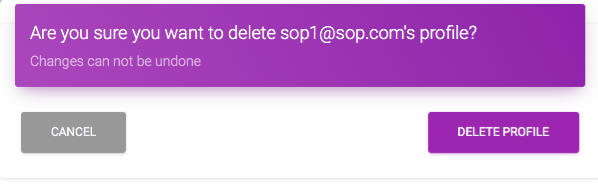 Are you sure you want to delete sop1@sop.com's profile?
Changes can not be undone
CANCEL
DELETE PROFILE